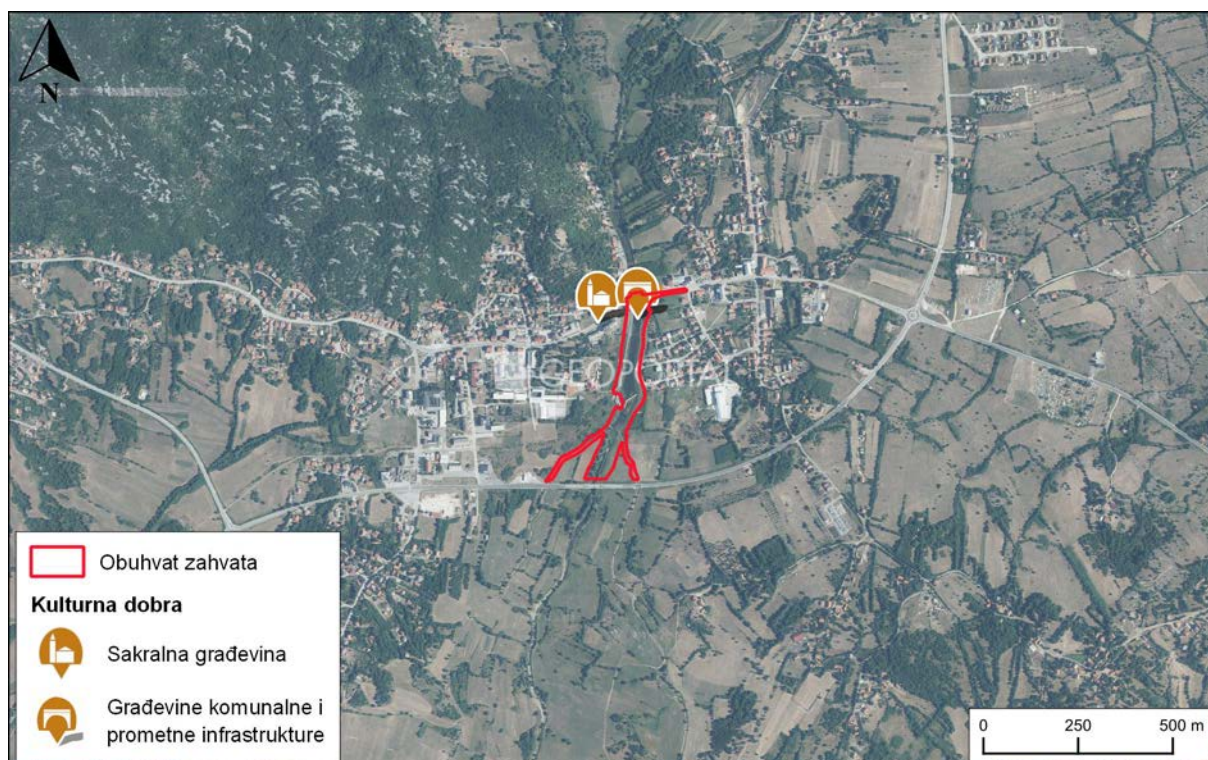 N
GEOPORTAL
Obuhvat zahvata
Kulturna dobra
Sakralna građevina
Građevine komunalne i
prometne infrastrukture
0 250 500 m